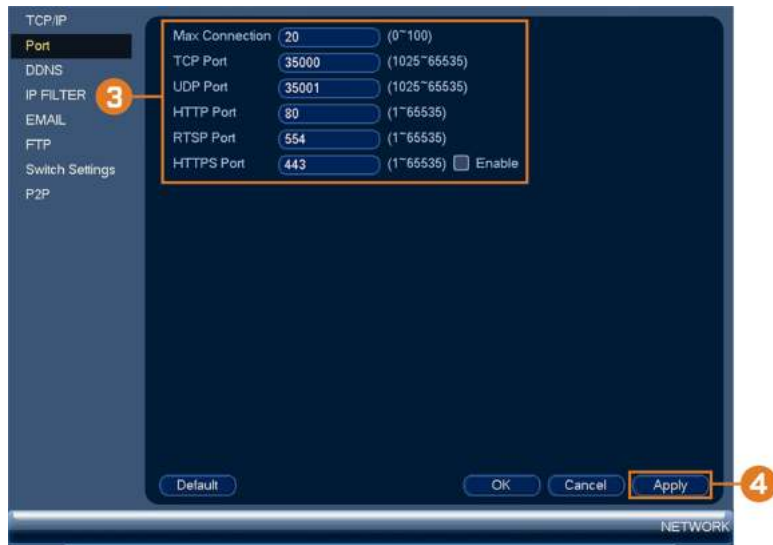 TCP/IP
Port
DDNS
IP FILTER
EMAIL
FTP
Switch Settings
P2P
3
Max Connection 20 (0~100)
TCP Port 35000 (1025~65535)
UDP Port 35001 (1025~65535)
HTTP Port 80 (1~65535)
RTSP Port 554 (1~65535)
HTTPS Port 443 (1~65535) Enable
Default OK Cancel Apply 4
NETWORK